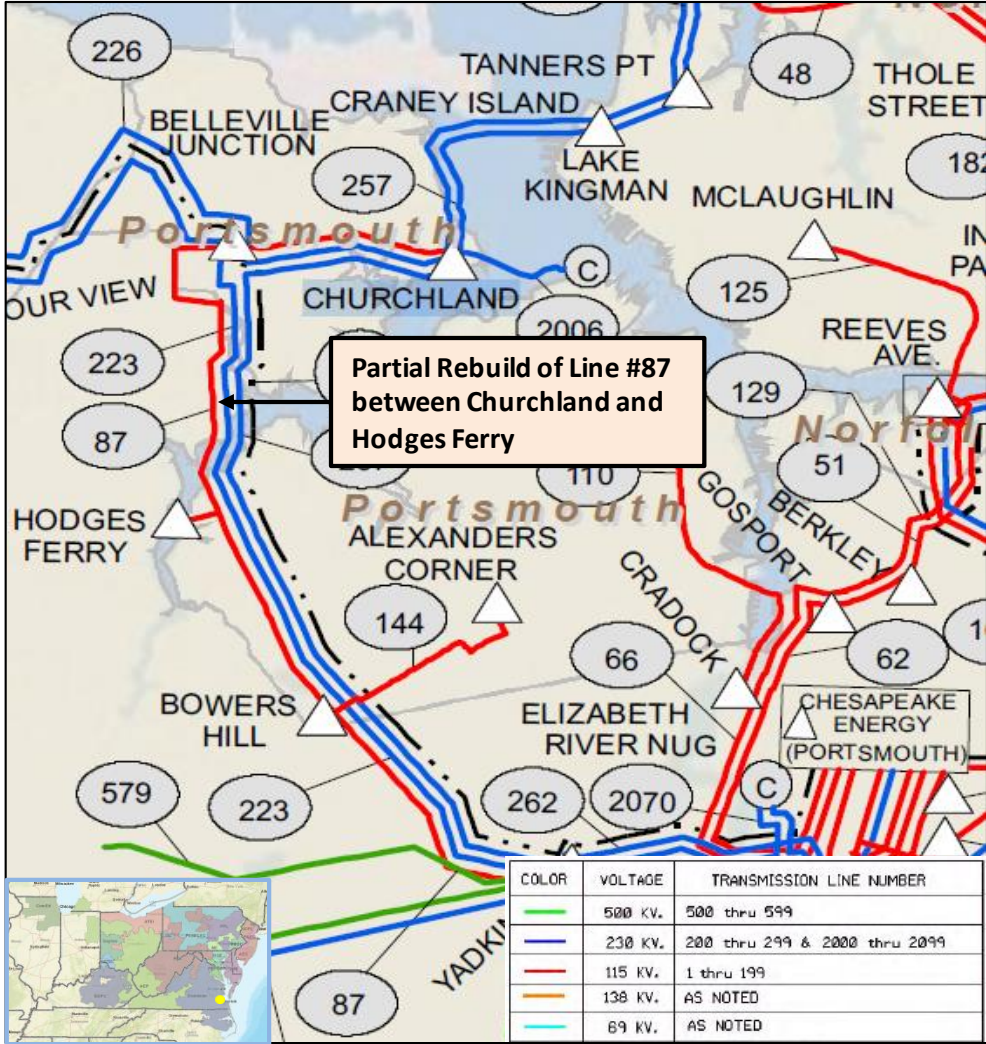 226
TANNERS PT
48
THOLE
STREET
CRANEY ISLAND
BELLEVILLE
JUNCTION
LAKE
KINGMAN
182
257
MCLAUGHLIN
Portsmouth
IN
PA
OUR VIEW
CHURCHLAND
C
125
2006
REEVES
AVE.
223
Partial Rebuild of Line #87
between Churchland and
Hodges Ferry
129
87
Norfol
51
110
GOSPORT
BERKLEY
Portsmouth
HODGES
FERRY
ALEXANDERS
CORNER
CRADOCK
144
66
62
BOWERS
HILL
ELIZABETH
RIVER NUG
CHESAPEAKE
ENERGY
(PORTSMOUTH)
579
223
262
2070
C
COLOR VOLTAGE TRANSMISSION LINE NUMBER
500 KV. 500 thru 599
230 KV. 200 thru 299 & 2000 thru 2099
115 KV. 1 thru 199
138 KV. AS NOTED
69 KV. AS NOTED
YADKIN
87